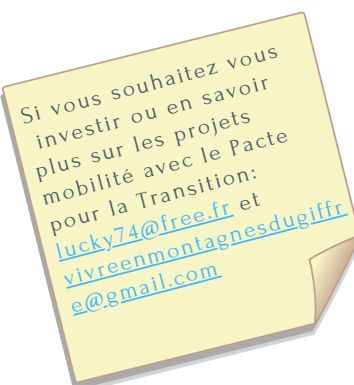 Si vous souhaitez vous
investir ou en savoir
plus sur les projets
mobilité avec le Pacte
pour la Transition:
lucky74@free.fr et
vivreenmontagnesdugiffr
e@gmail.com